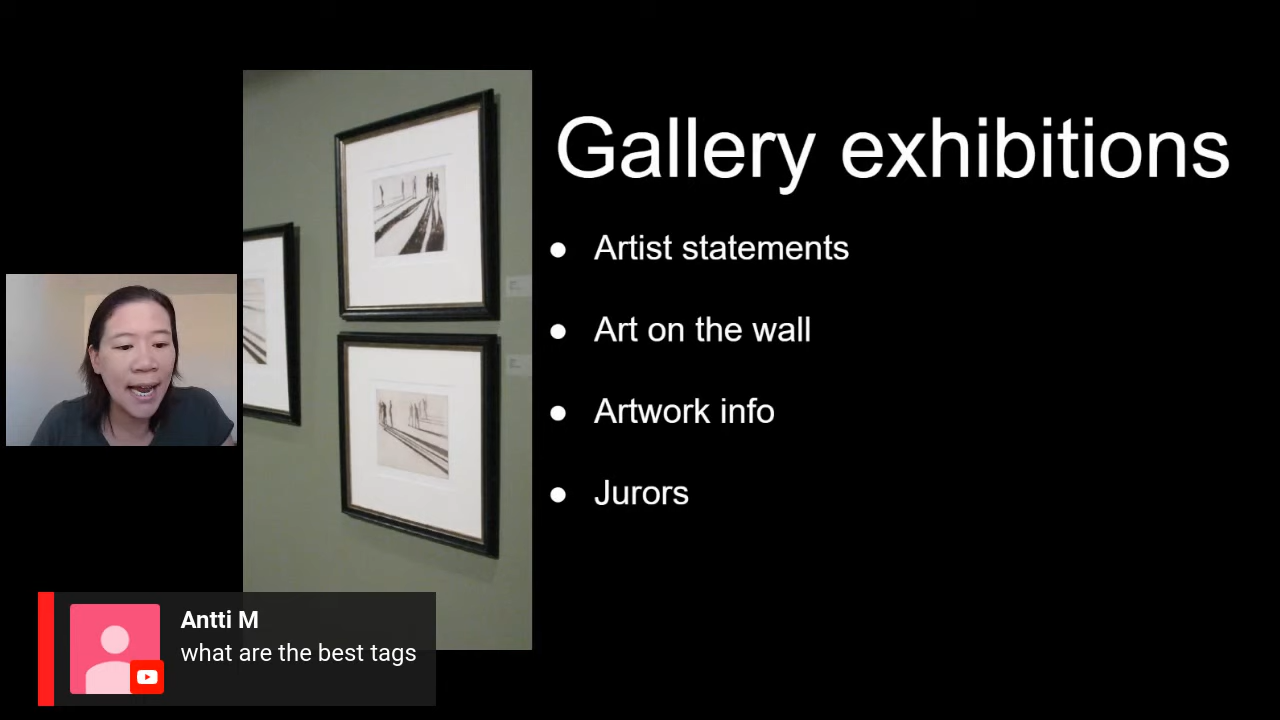 Gallery exhibitions
● Artist statements
● Art on the wall
● Artwork info
● Jurors
Antti M
what are the best tags